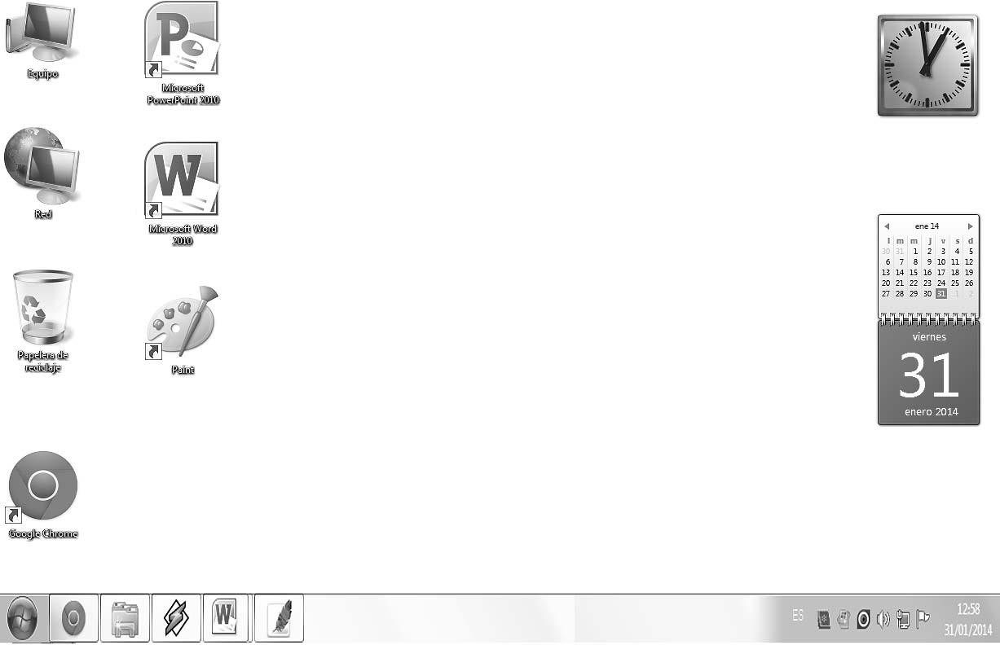 Equipo
Microsoft
PowerPoint 2010
Red
Microsoft Word
2010
Papelera de
reciclaje
Paint
Google Chrome
ene 14
l m m j v s d
30 31 1 2 3 4 5
6 7 8 9 10 11 12
13 14 15 16 17 18 19
20 21 22 23 24 25 26
27 28 29 30 31 1 2
viernes
31
enero 2014
ES
12:58
31/01/2014